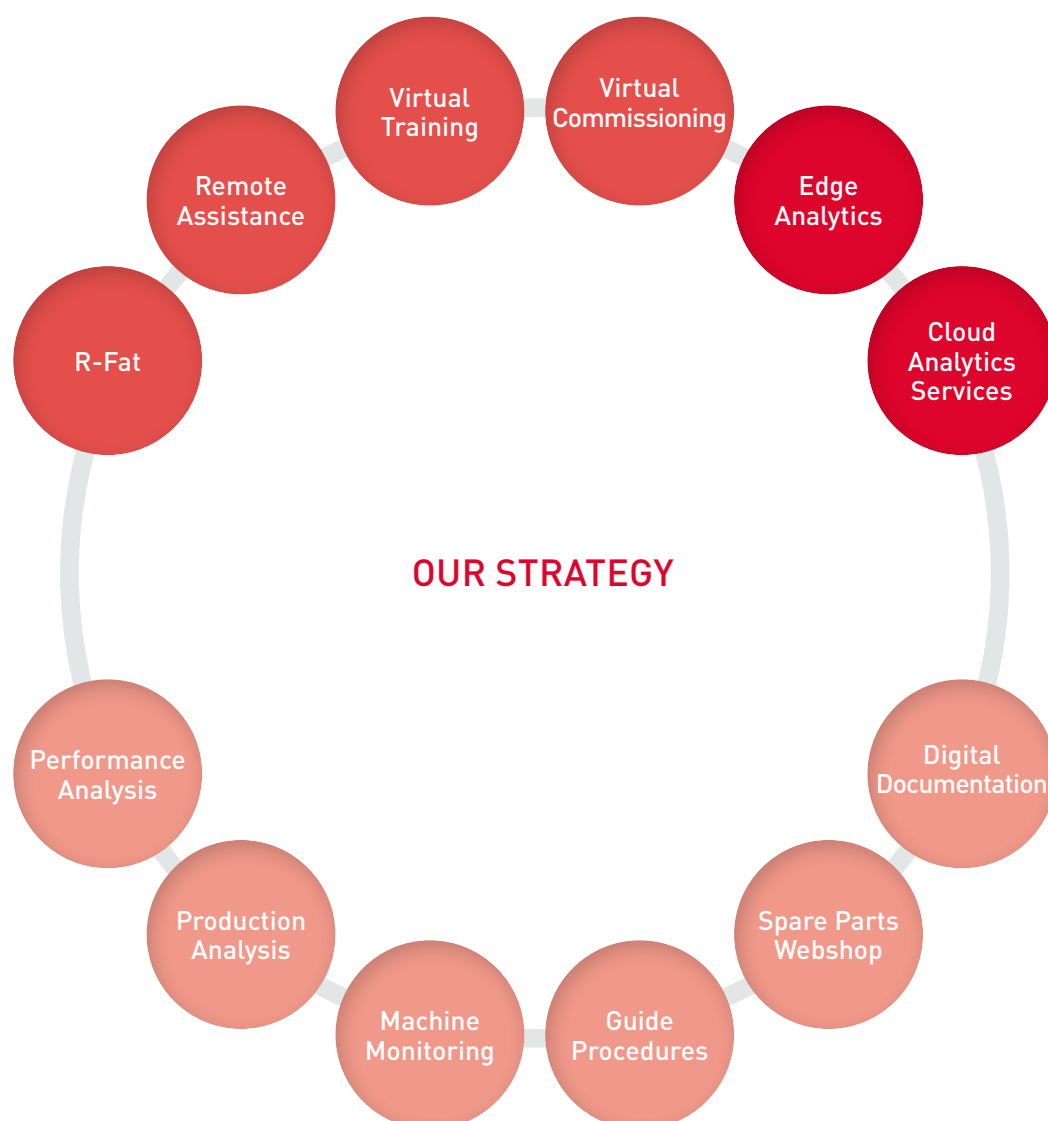 Virtual
Training
Virtual
Commissioning
Remote
Assistance
Edge
Analytics
R-Fat
Cloud
Analytics
Services
OUR STRATEGY
Performance
Analysis
Digital
Documentation
Production
Analysis
Spare Parts
Webshop
Machine
Monitoring
Guide
Procedures